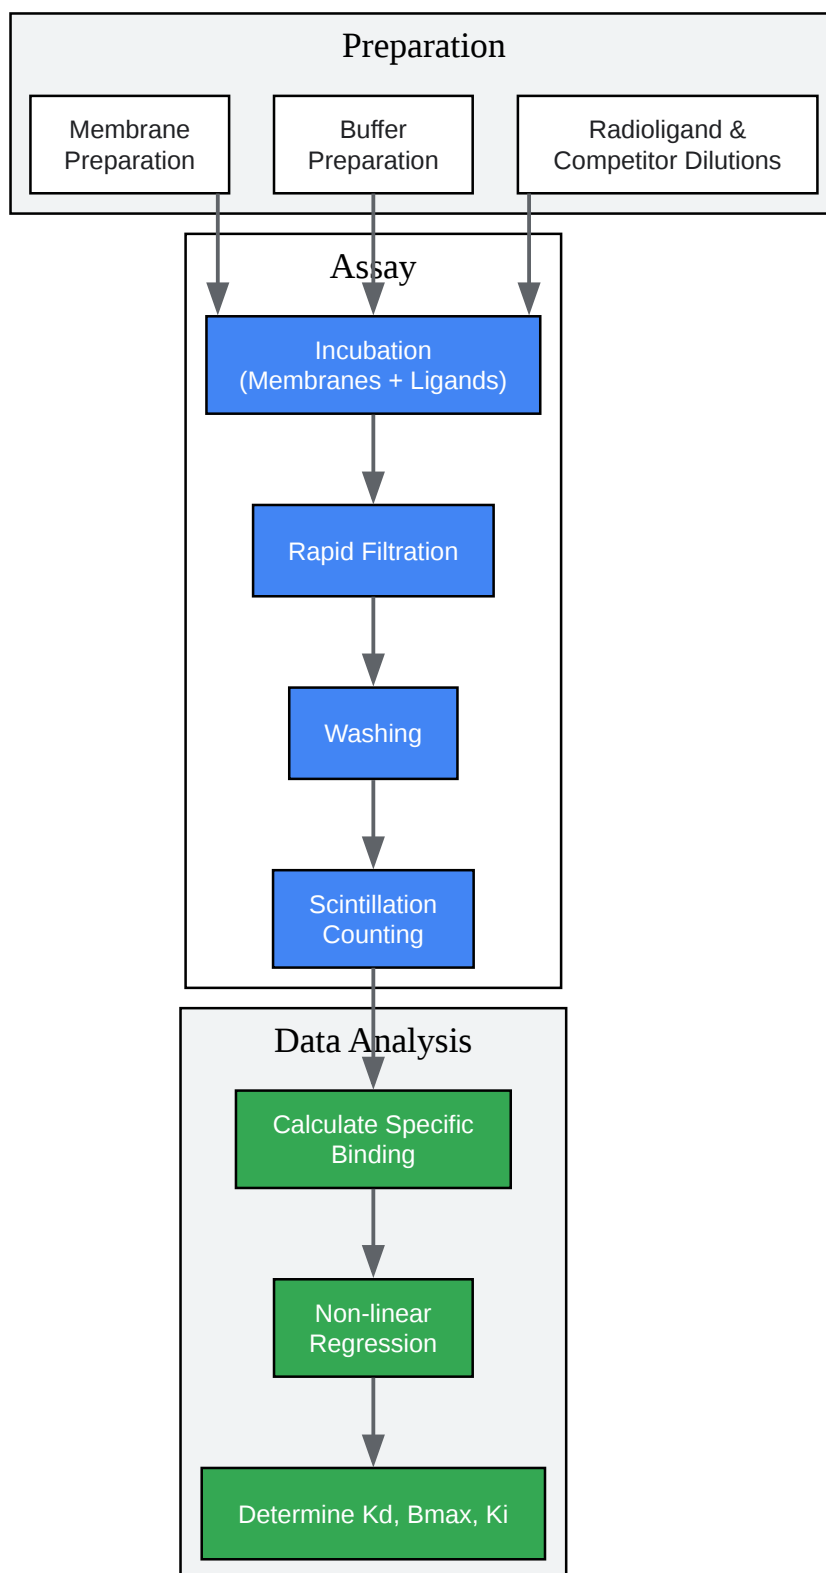 Preparation
Membrane
Preparation
Buffer
Preparation
Radioligand &
Competitor Dilutions
Assay
Incubation
(Membranes + Ligands)
Rapid Filtration
Washing
Scintillation
Counting
Data Analysis
Calculate Specific
Binding
Non-linear
Regression
Determine Kd, Bmax, Ki